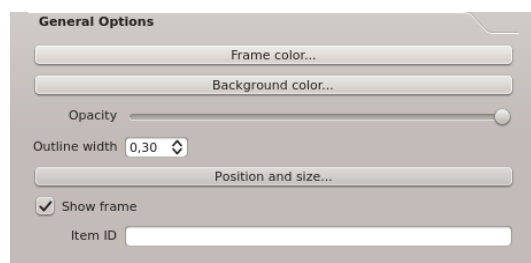 General Options
Frame color...
Background color...
Opacity
Outline width 0,30
Position and size...
Show frame
Item ID